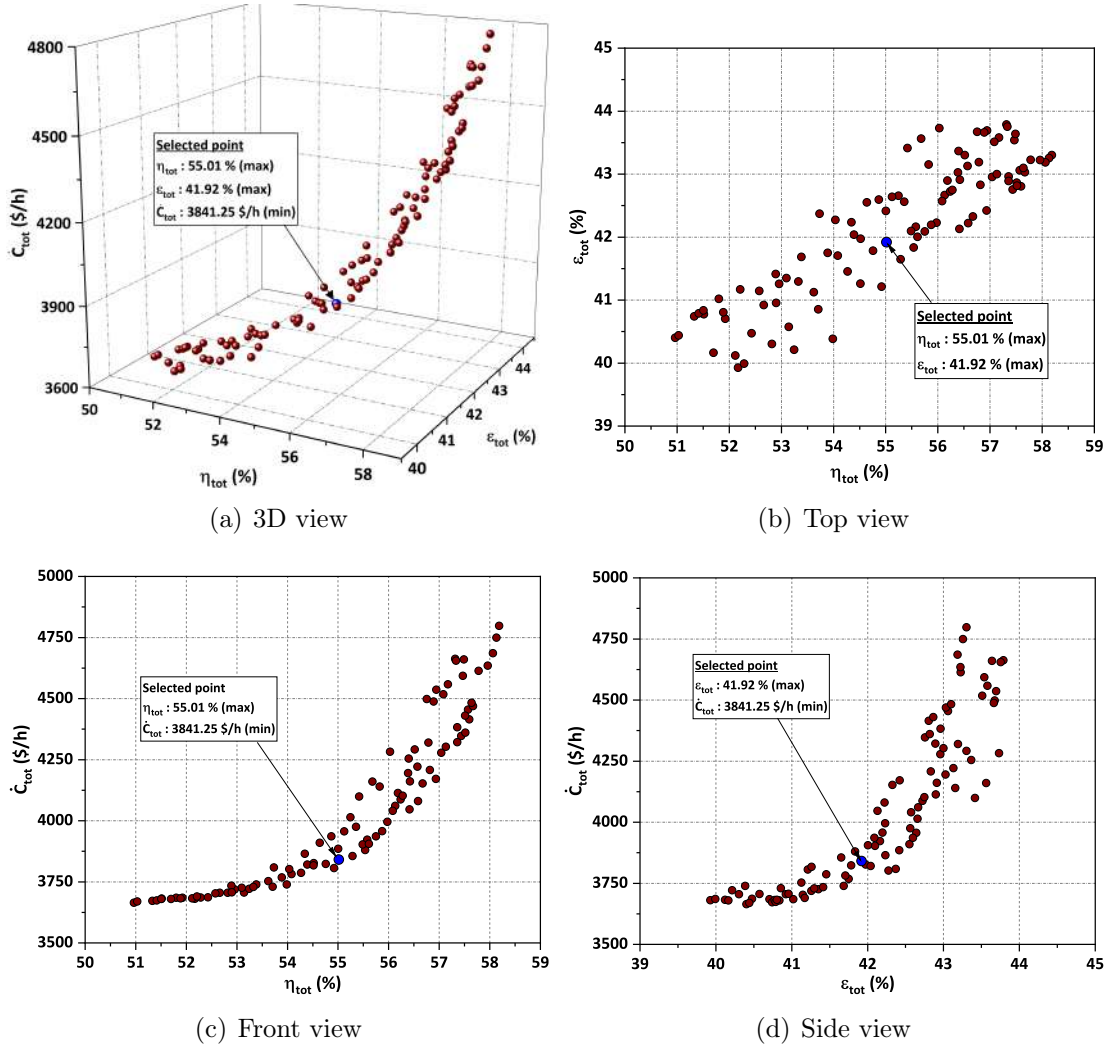 4800
4500
4200
3900
3600
Ċtot ($/h)
Selected point
ηtot : 55.01 % (max)
εtot : 41.92 % (max)
Ċtot : 3841.25 $/h (min)
50
52
54
56
58
ηtot (%)
40
41
42
43
44
εtot (%)
(a) 3D view
45
44
43
42
41
40
39
εtot (%)
Selected point
ηtot : 55.01 % (max)
εtot : 41.92 % (max)
50 51 52 53 54 55 56 57 58 59
ηtot (%)
(b) Top view
5000
4750
4500
4250
4000
3750
3500
Ċtot ($/h)
Selected point
ηtot : 55.01 % (max)
Ċtot : 3841.25 $/h (min)
50 51 52 53 54 55 56 57 58 59
ηtot (%)
(c) Front view
5000
4750
4500
4250
4000
3750
3500
Ċtot ($/h)
Selected point
εtot : 41.92 % (max)
Ċtot : 3841.25 $/h (min)
39 40 41 42 43 44 45
εtot (%)
(d) Side view